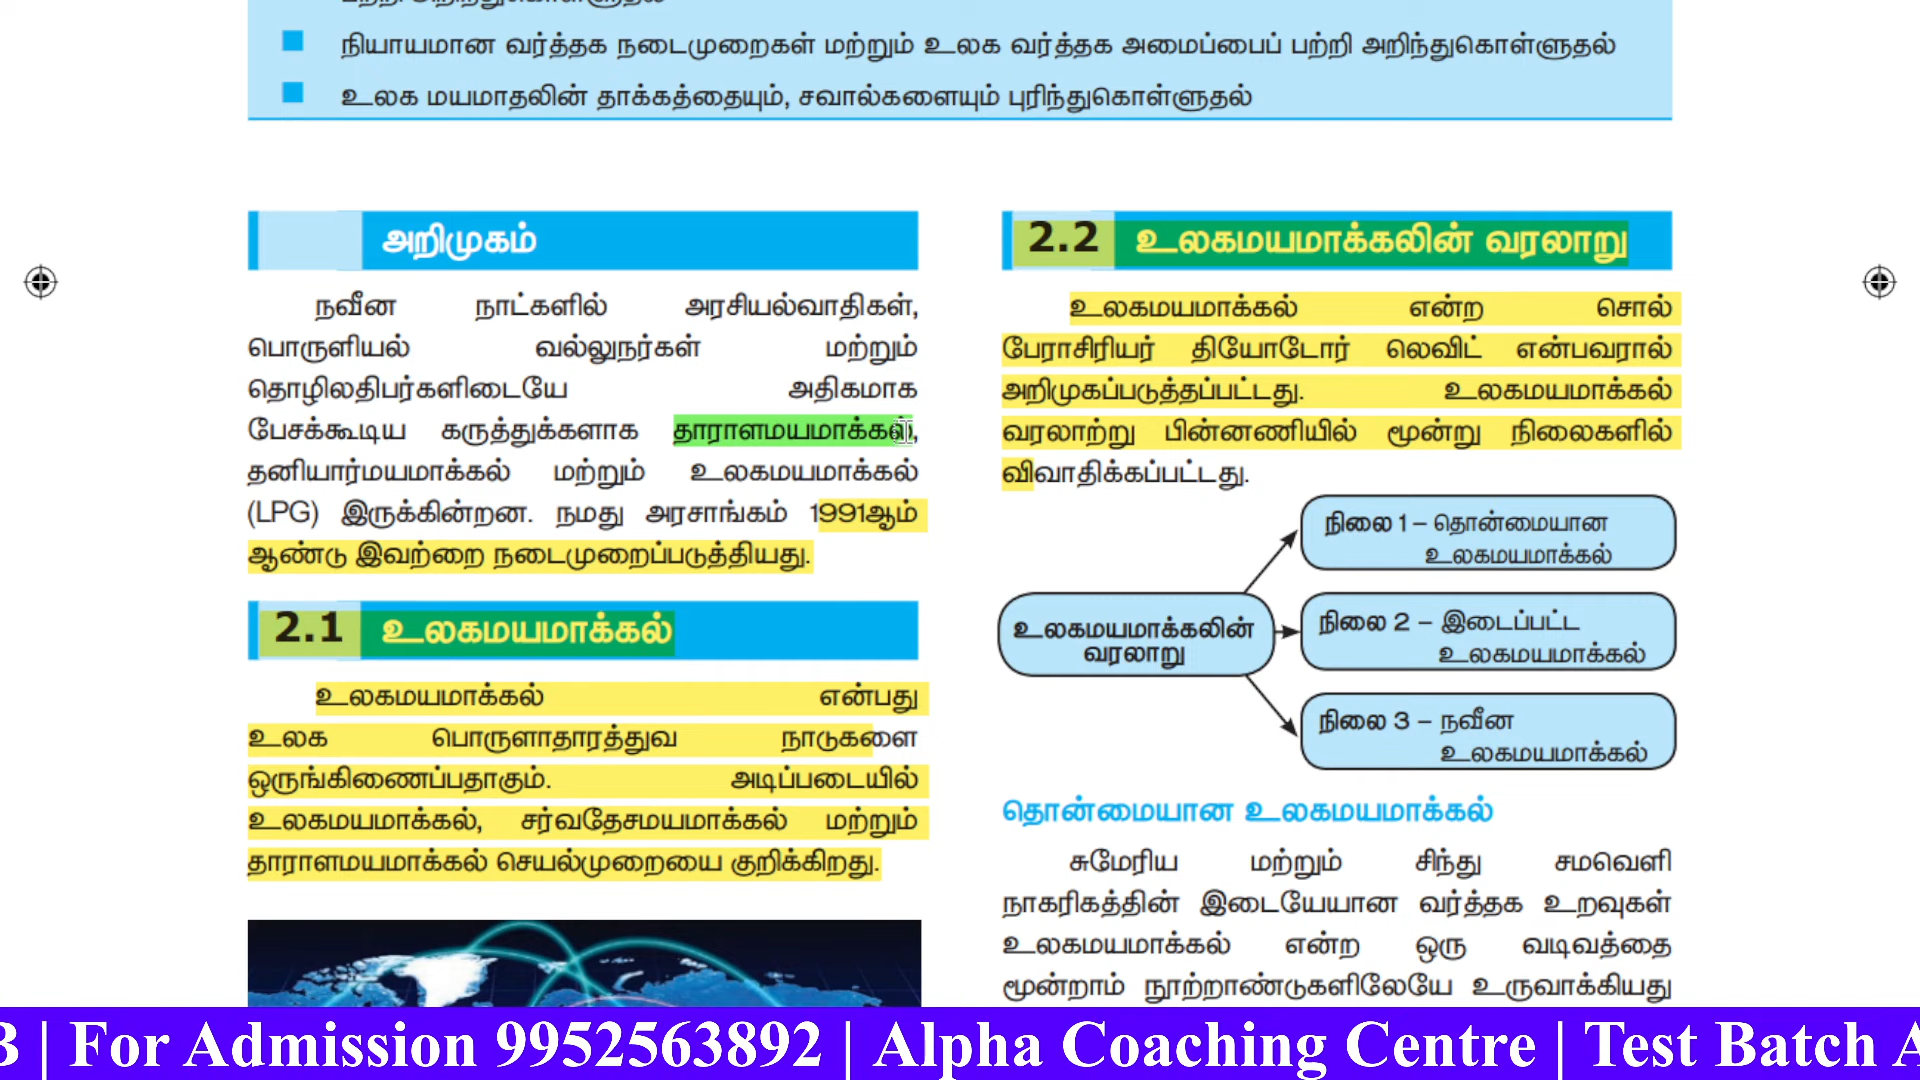 நியாயமான வர்த்தக நடைமுறைகள் மற்றும் உலக வர்த்தக அமைப்பைப் பற்றி அறிந்துகொள்ளுதல்
உலக மயமாதலின் தாக்கத்தையும், சவால்களையும் புரிந்துகொள்ளுதல்
அறிமுகம்
நவீன நாட்களில் அரசியல்வாதிகள்,
பொருளியல் வல்லுநர்கள் மற்றும்
தொழிலதிபர்களிடையே அதிகமாக
பேசக்கூடிய கருத்துக்களாக தாராளமயமாக்கல்,
தனியார்மயமாக்கல் மற்றும் உலகமயமாக்கல்
(LPG) இருக்கின்றன. நமது அரசாங்கம் 1991ஆம்
ஆண்டு இவற்றை நடைமுறைப்படுத்தியது.
2.1 உலகமயமாக்கல்
உலகமயமாக்கல் என்பது
உலக பொருளாதாரத்துவ நாடுகளை
ஒருங்கிணைப்பதாகும். அடிப்படையில்
உலகமயமாக்கல், சர்வதேசமயமாக்கல் மற்றும்
தாராளமயமாக்கல் செயல்முறையை குறிக்கிறது.
2.2 உலகமயமாக்கலின் வரலாறு
உலகமயமாக்கல் என்ற சொல்
பேராசிரியர் தியோடோர் லெவிட் என்பவரால்
அறிமுகப்படுத்தப்பட்டது. உலகமயமாக்கல்
வரலாற்று பின்னணியில் மூன்று நிலைகளில்
விவாதிக்கப்பட்டது.
உலகமயமாக்கலின்
வரலாறு
நிலை 1 – தொன்மையான
உலகமயமாக்கல்
நிலை 2 – இடைப்பட்ட
உலகமயமாக்கல்
நிலை 3 – நவீன
உலகமயமாக்கல்
தொன்மையான உலகமயமாக்கல்
சுமேரிய மற்றும் சிந்து சமவெளி
நாகரிகத்தின் இடையேயான வர்த்தக உறவுகள்
உலகமயமாக்கல் என்ற ஒரு வடிவத்தை
மூன்றாம் நூற்றாண்டுகளிலேயே உருவாக்கியது
3 | For Admission 9952563892 | Alpha Coaching Centre | Test Batch A